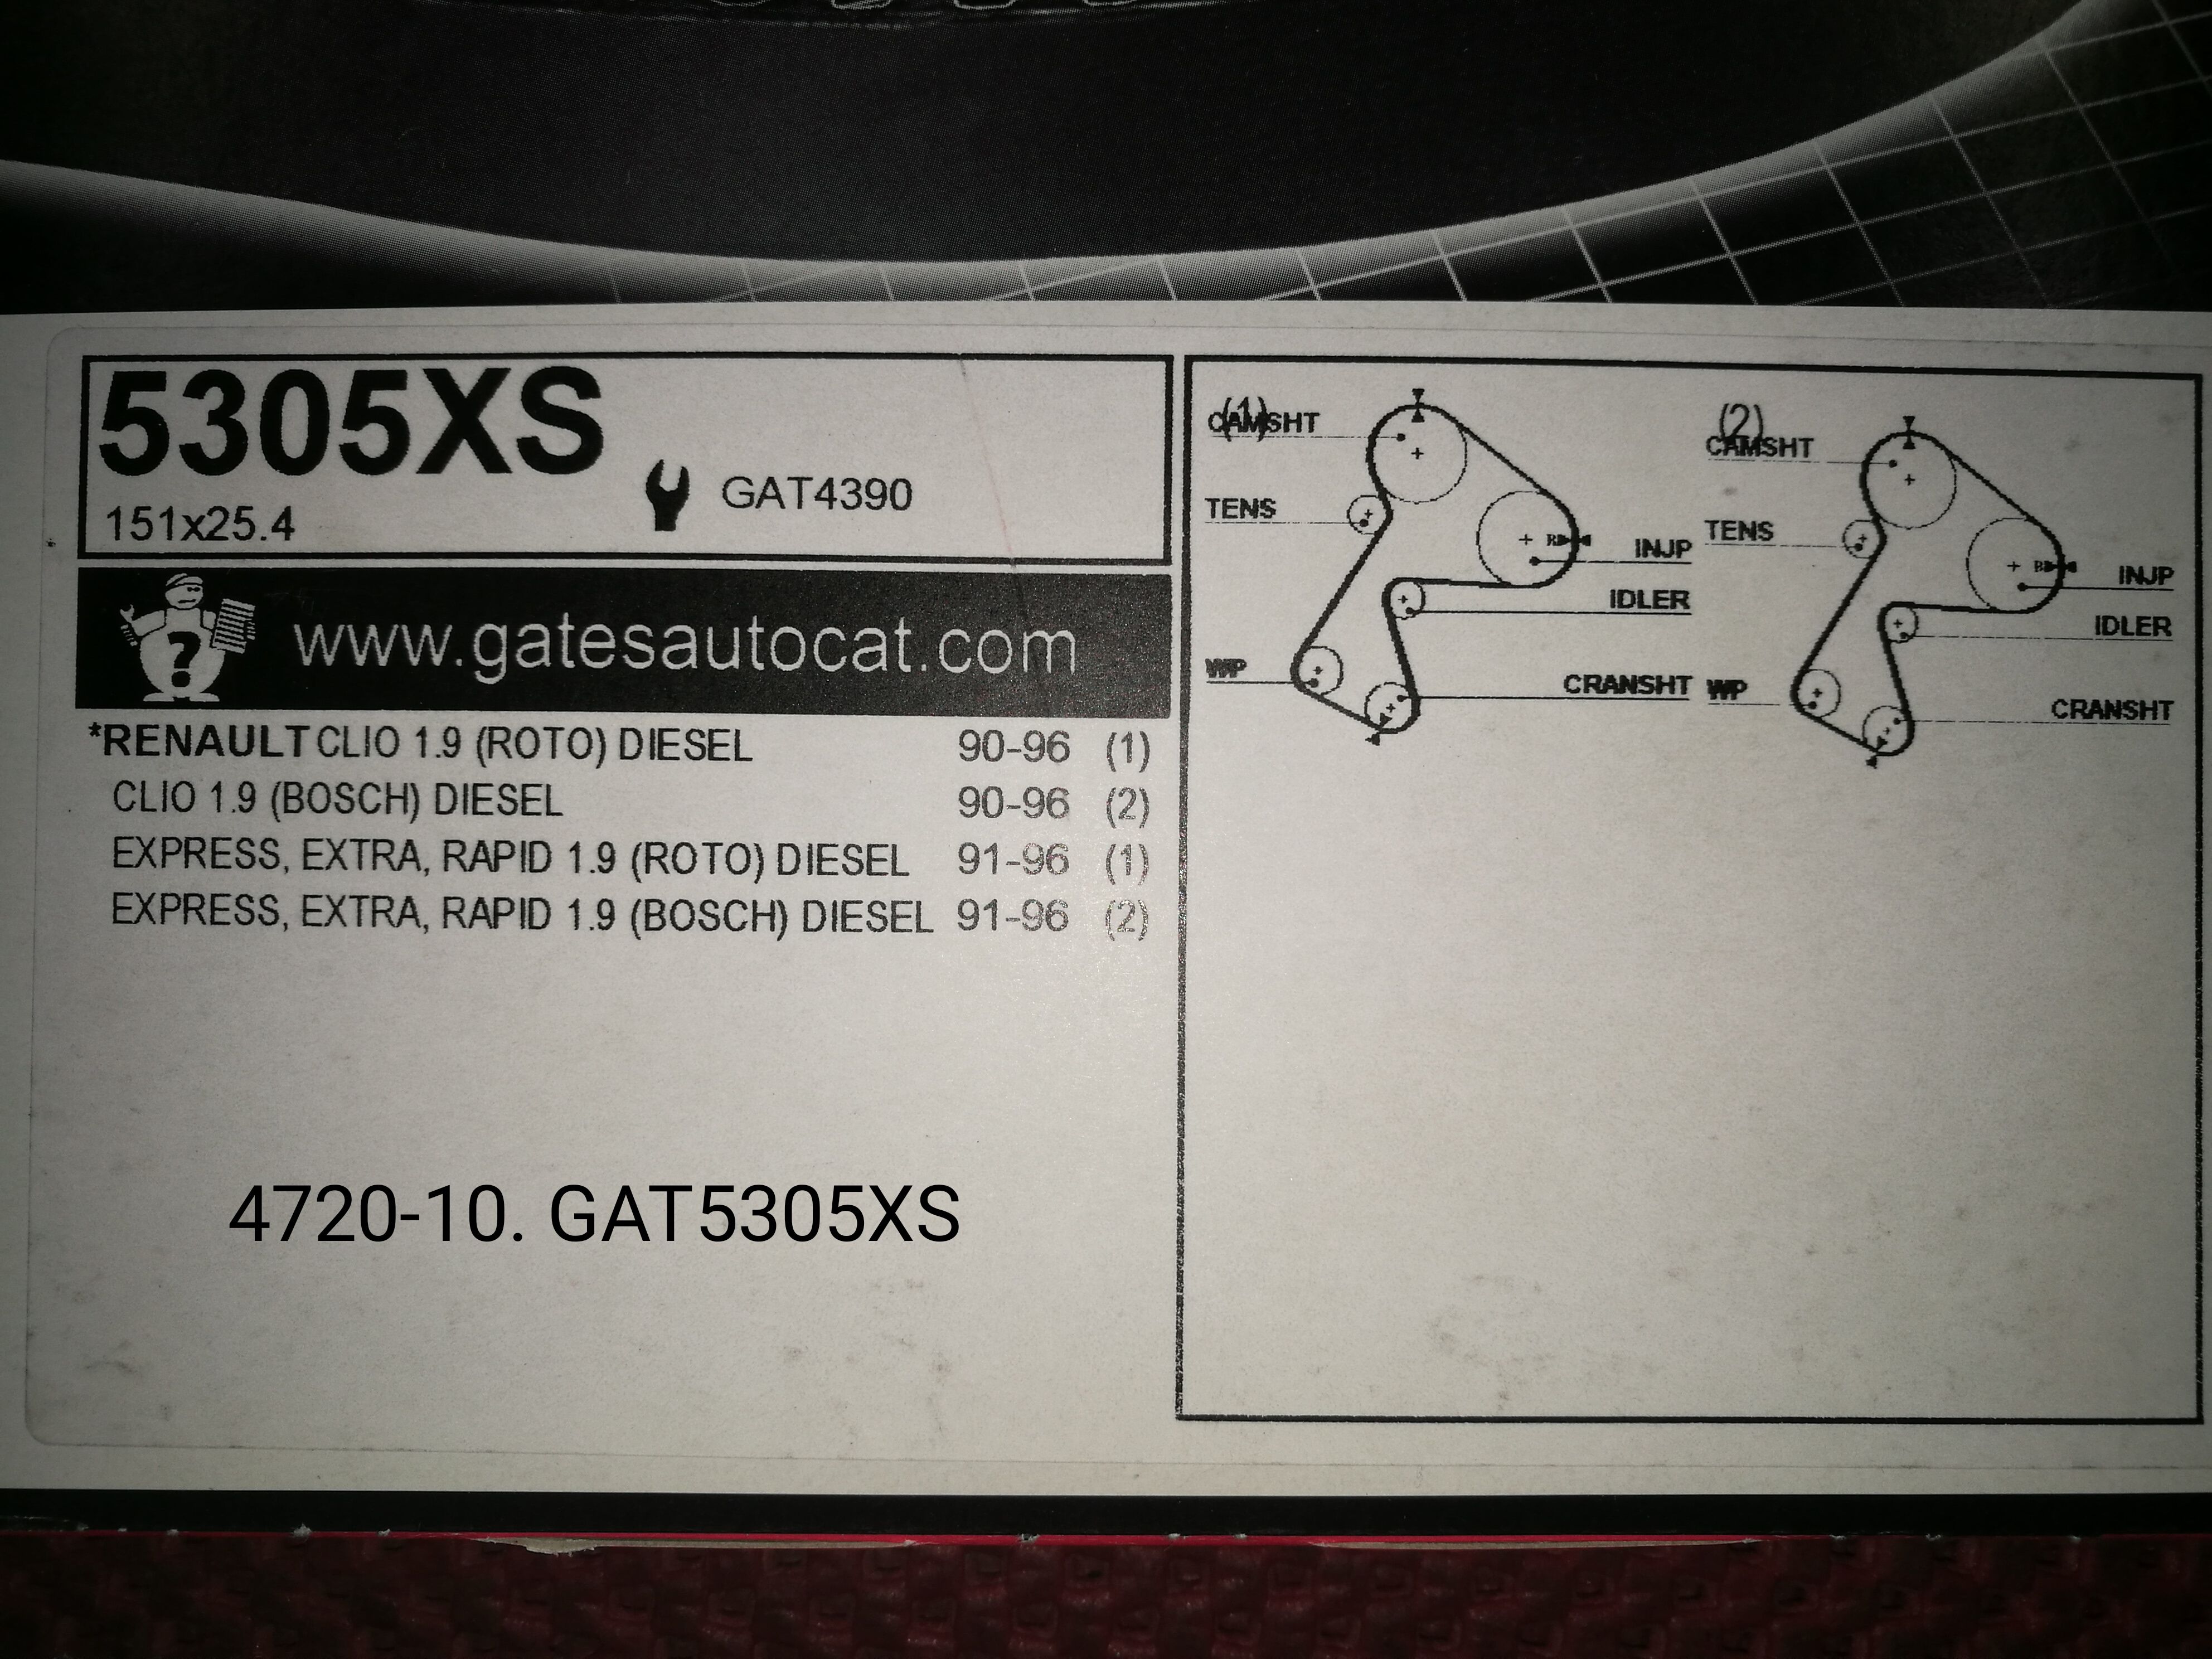 5305XS
151x25.4
GAT4390
?
www.gatesautocat.com
*RENAULT CLIO 1.9 (ROTO) DIESEL 90-96 (1)
CLIO 1.9 (BOSCH) DIESEL 90-96 (2)
EXPRESS, EXTRA, RAPID 1.9 (ROTO) DIESEL 91-96 (1)
EXPRESS, EXTRA, RAPID 1.9 (BOSCH) DIESEL 91-96 (2)
4720-10. GAT5305XS
(1)
CAMSHT
TENS
INJP
IDLER
WP
CRANSHT
(2)
CAMSHT
TENS
INJP
IDLER
WP
CRANSHT